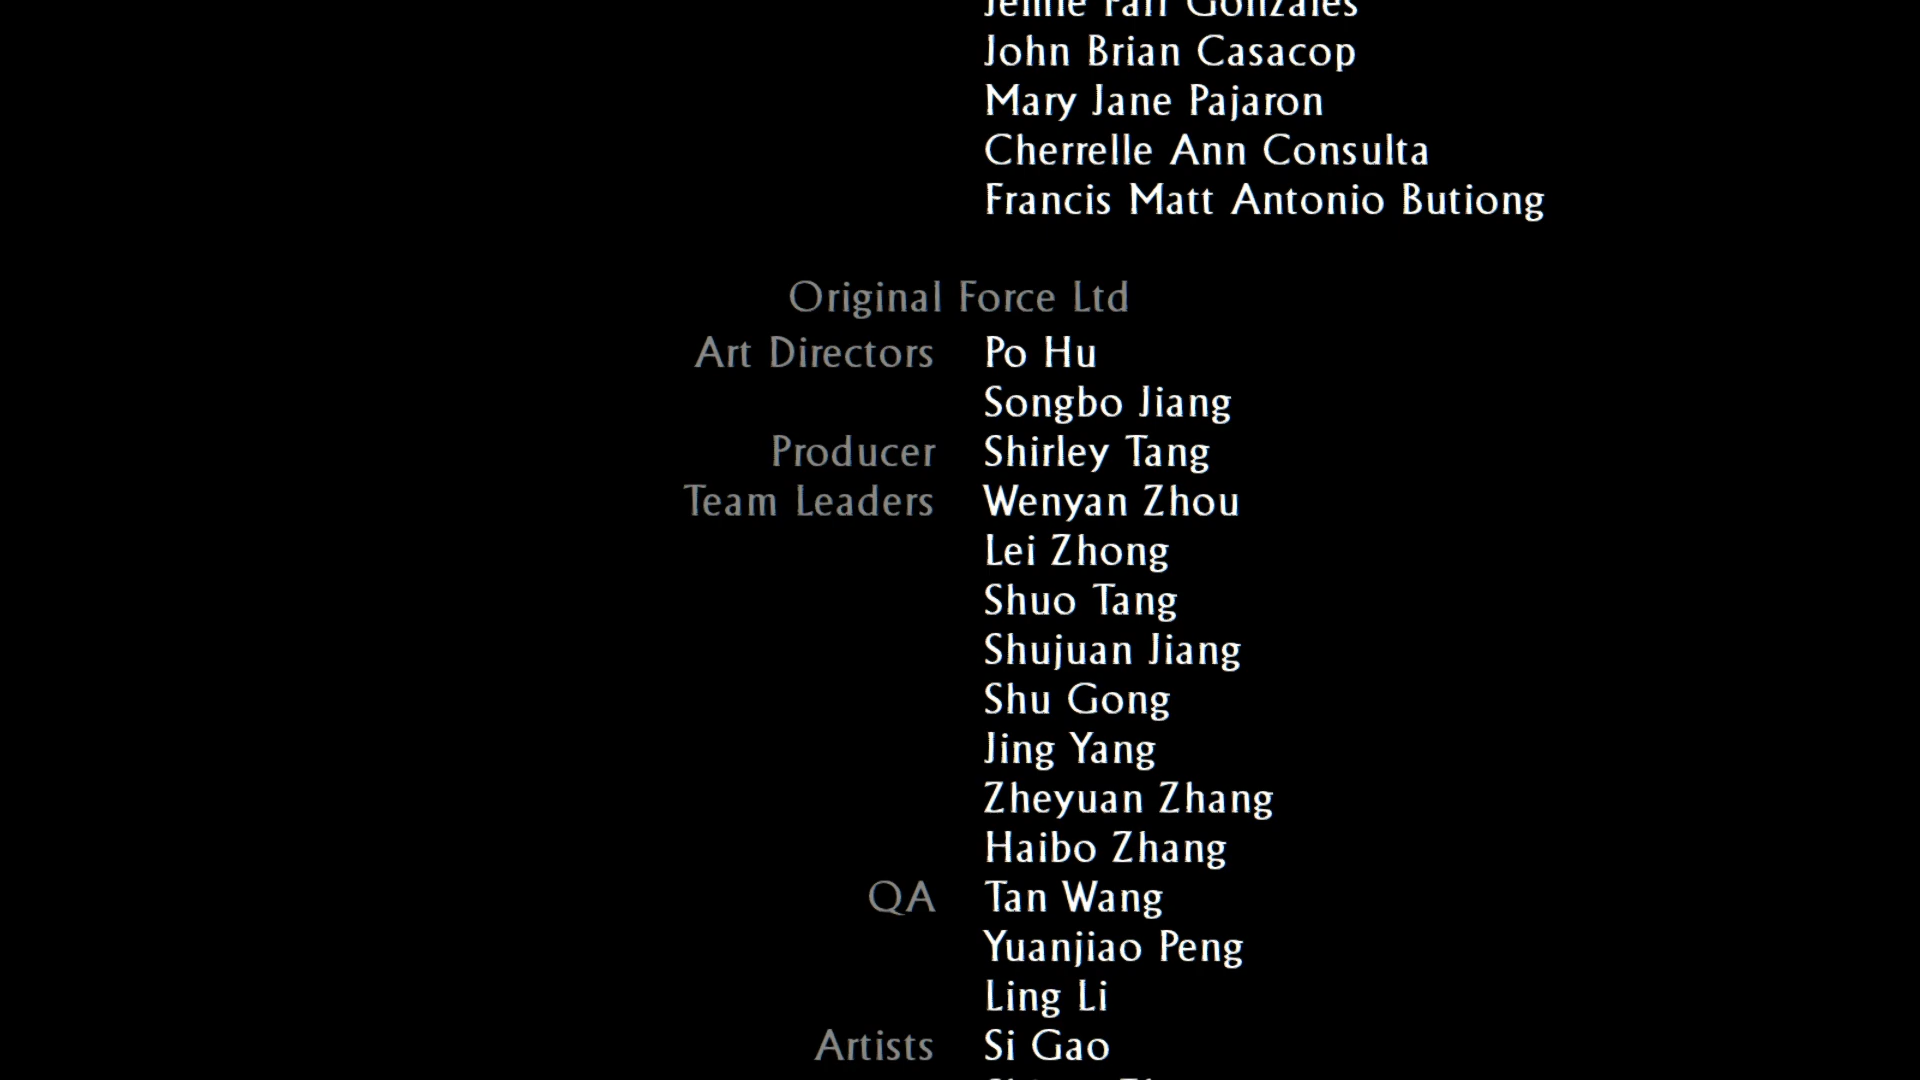 Gonzales
John Brian Casacop
Mary Jane Pajaron
Cherrelle Ann Consulta
Francis Matt Antonio Butiong
Original Force Ltd
Art Directors Po Hu
Songbo Jiang
Producer Shirley Tang
Team Leaders Wenyan Zhou
Lei Zhong
Shuo Tang
Shujuan Jiang
Shu Gong
Jing Yang
Zheyuan Zhang
Haibo Zhang
QA Tan Wang
Yuanjiao Peng
Ling Li
Artists Si Gao